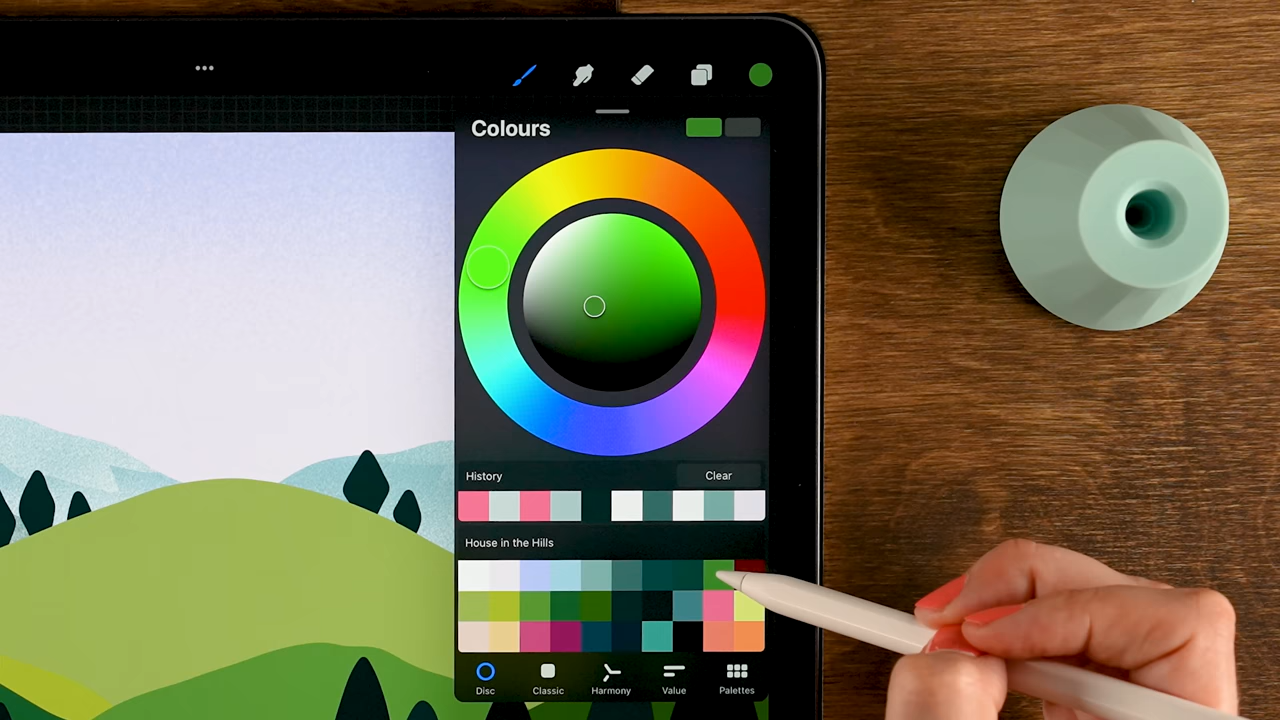 Colours
History
Clear
House in the Hills
Disc
Classic
Harmony
Value
Palettes